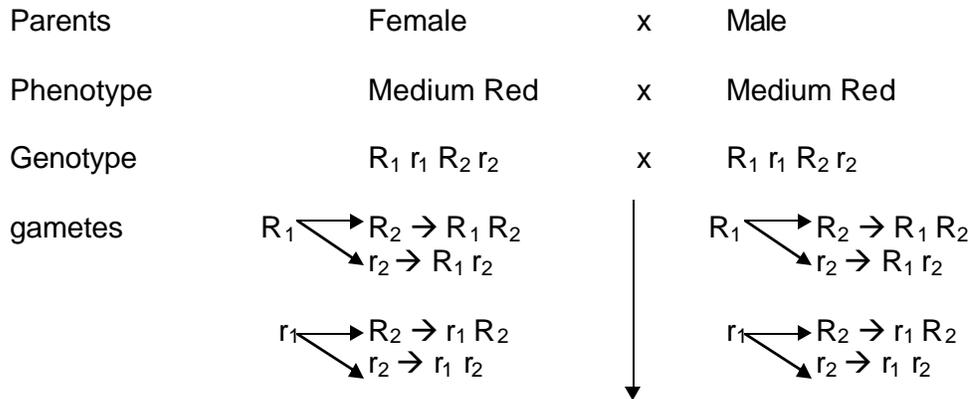 Parents Female x Male
Phenotype Medium Red x Medium Red
Genotype R₁ r₁ R₂ r₂ x R₁ r₁ R₂ r₂
gametes R₁ R₂ → R₁ R₂ R₁ R₂ → R₁ R₂
r₂ → R₁ r₂ r₂ → R₁ r₂
r₁ R₂ → r₁ R₂ r₁ R₂ → r₁ R₂
r₂ → r₁ r₂ r₂ → r₁ r₂